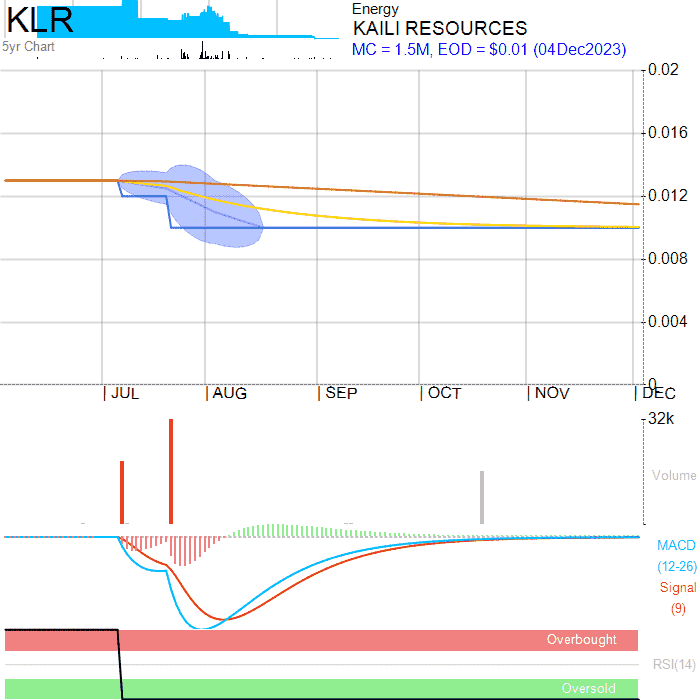 KLR
5yr Chart
Energy
KAILI RESOURCES
MC = 1.5M, EOD = $0.01 (04Dec2023)
0.02
0.016
0.012
0.008
0.004
0
JUL AUG SEP OCT NOV DEC
32k
Volume
MACD
(12-26)
Signal
(9)
Overbought
RSI(14)
Oversold